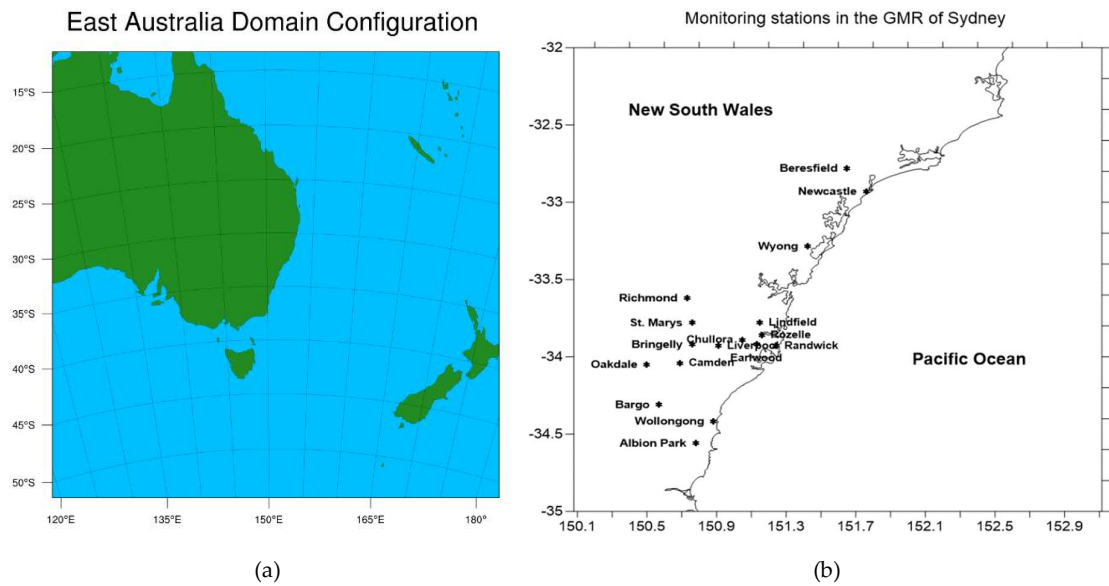 East Australia Domain Configuration
15°S
20°S
25°S
30°S
35°S
40°S
45°S
50°S
120°E
135°E
150°E
165°E
180°
(a)
Monitoring stations in the GMR of Sydney
-32
-32.5
-33
-33.5
-34
-34.5
-35
New South Wales
Beresfield
Newcastle
Wyong
Richmond
St. Marys
Lindfield
Rozelle
Chullora
Bringelly
Liverpool
Randwick
Earlwood
Oakdale
Camden
Pacific Ocean
Bargo
Wollongong
Albion Park
150.1
150.5
150.9
151.3
151.7
152.1
152.5
152.9
(b)